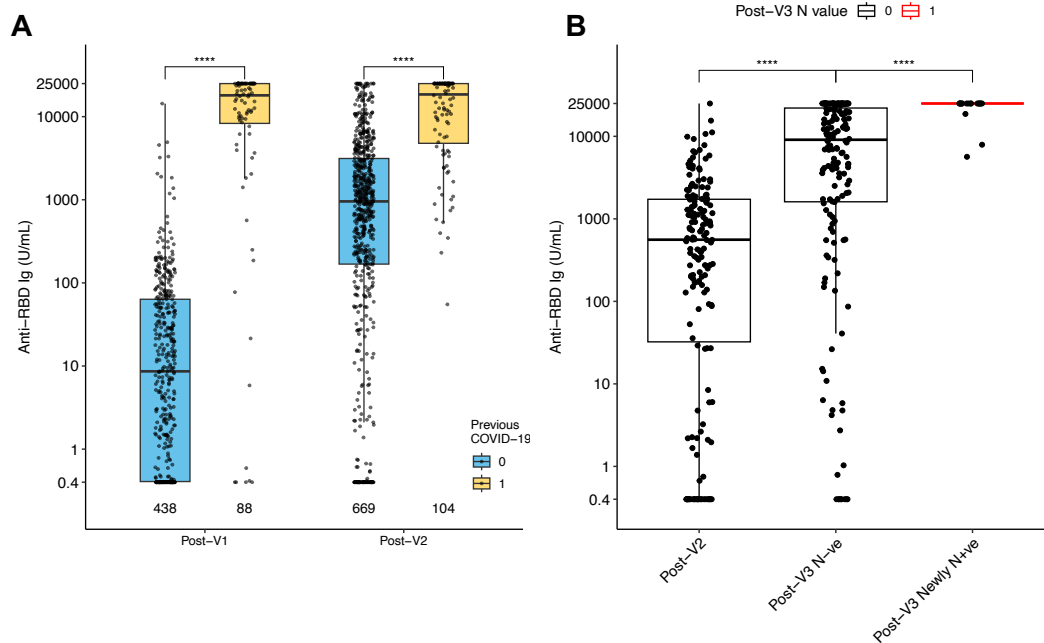 A
Anti−RBD Ig (U/mL)
25000
10000
1000
100
10
1
0.4
****
****
438
88
669
104
Post−V1
Post−V2
Previous
COVID−19
0
1
B
Post−V3 N value
0
1
Anti−RBD Ig (U/mL)
25000
10000
1000
100
10
1
0.4
****
****
Post−V2
Post−V3 N−ve
Post−V3 Newly N+ve